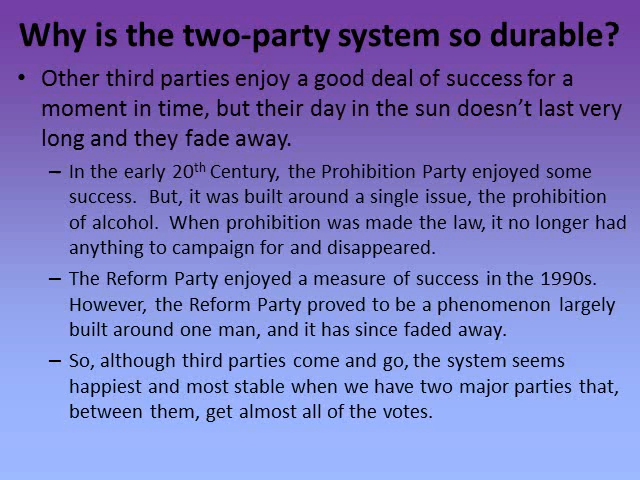 Why is the two-party system so durable?
• Other third parties enjoy a good deal of success for a
moment in time, but their day in the sun doesn’t last very
long and they fade away.
– In the early 20th Century, the Prohibition Party enjoyed some
success. But, it was built around a single issue, the prohibition
of alcohol. When prohibition was made the law, it no longer had
anything to campaign for and disappeared.
– The Reform Party enjoyed a measure of success in the 1990s.
However, the Reform Party proved to be a phenomenon largely
built around one man, and it has since faded away.
– So, although third parties come and go, the system seems
happiest and most stable when we have two major parties that,
between them, get almost all of the votes.